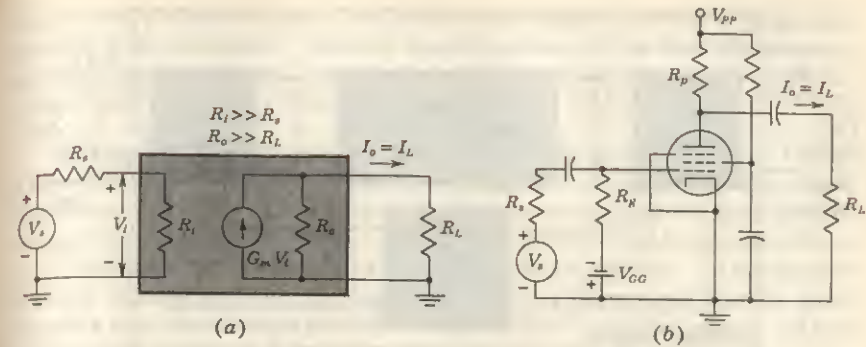 R_i >> R_s
R_o >> R_L
I_o = I_L
R_s
+
+
V_s
-
V_i
-
R_i
G_m V_i
R_o
R_L
(a)
V_PP
R_p
I_o = I_L
R_s
+
V_s
-
R_g
-
+
V_GG
R_L
(b)